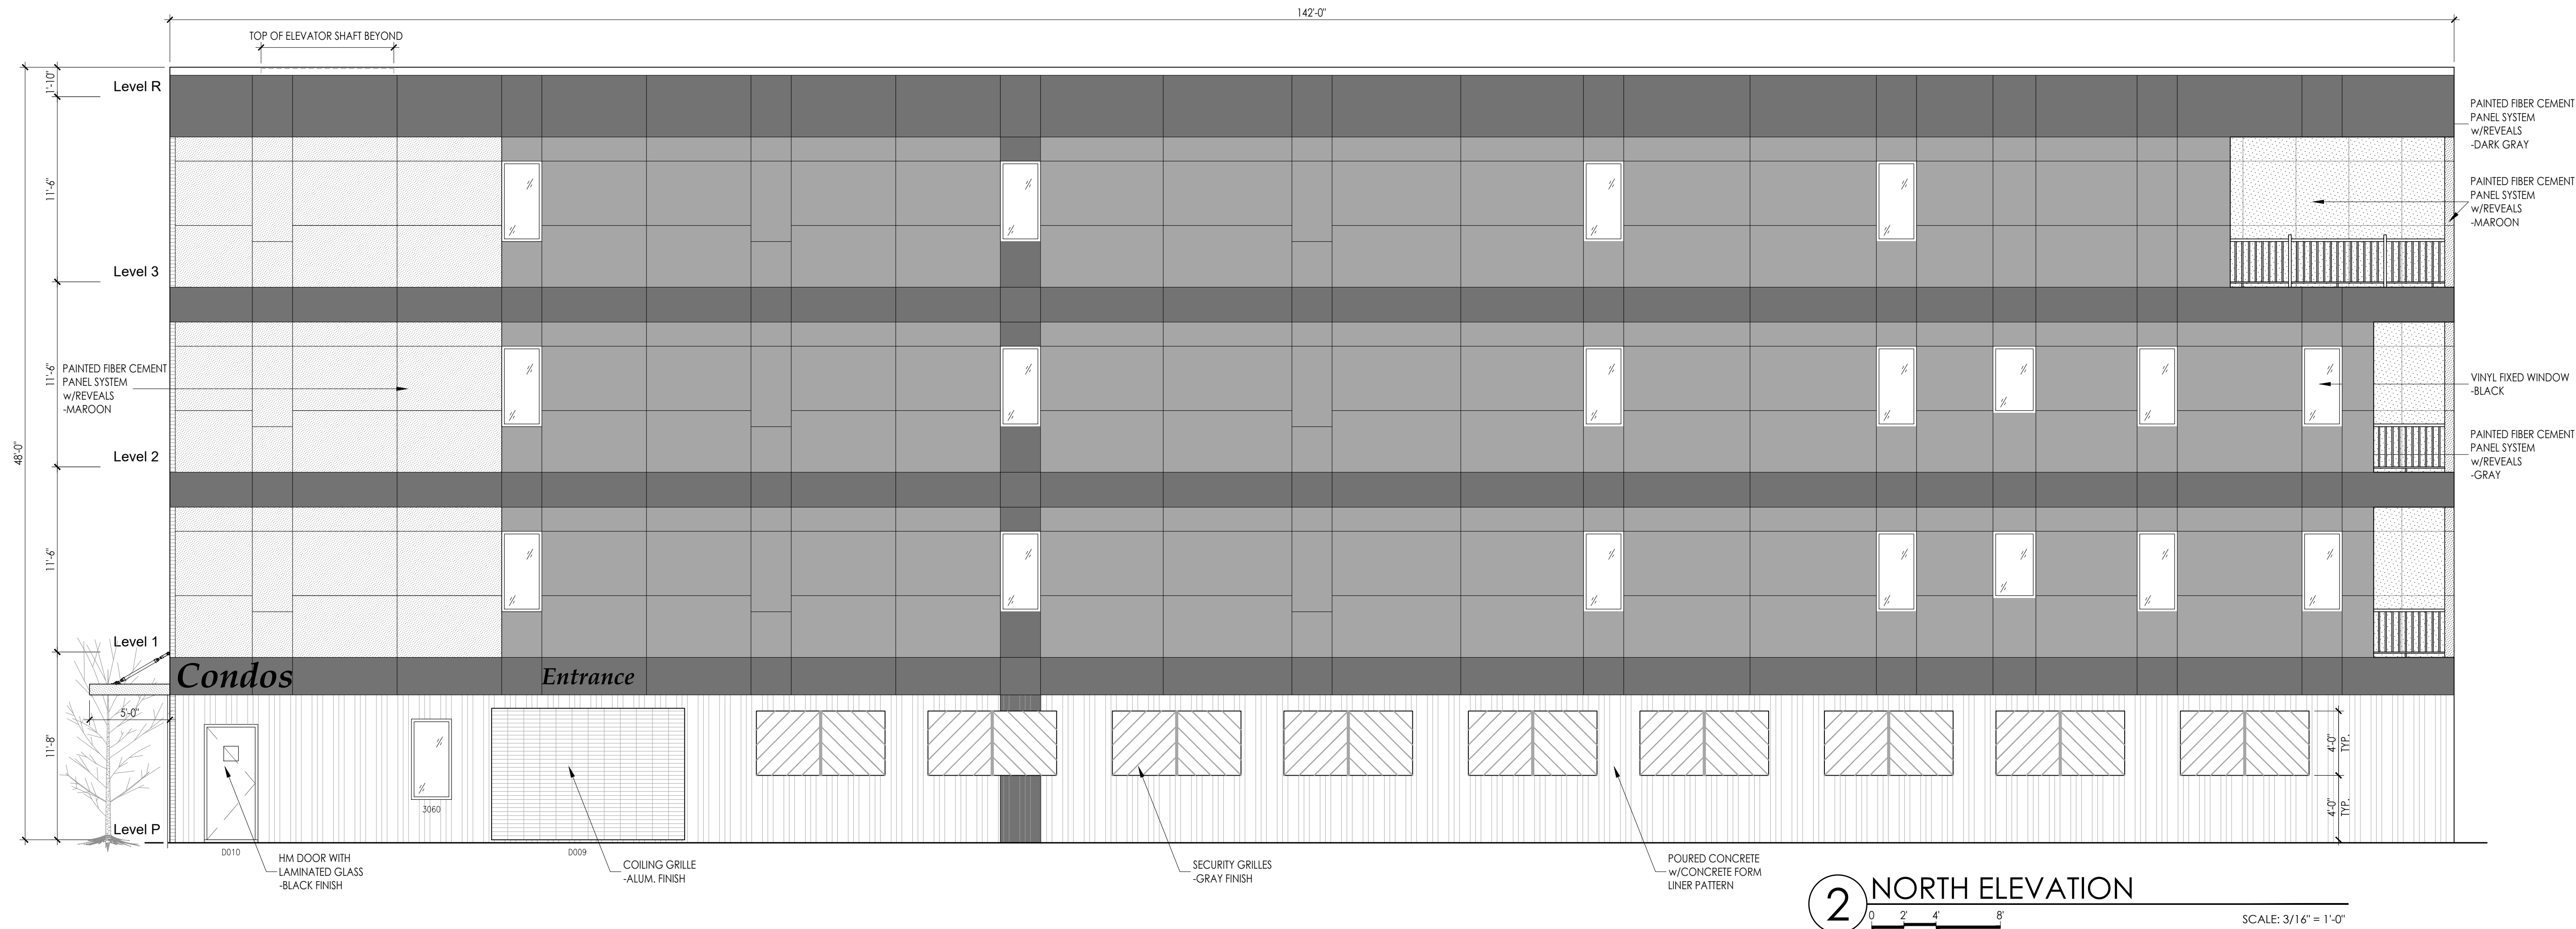 142'-0"
TOP OF ELEVATOR SHAFT BEYOND
1'-10"
Level R
PAINTED FIBER CEMENT
PANEL SYSTEM
w/REVEALS
-DARK GRAY
11'-6"
PAINTED FIBER CEMENT
PANEL SYSTEM
w/REVEALS
-MAROON
Level 3
11'-6"
PAINTED FIBER CEMENT
PANEL SYSTEM
w/REVEALS
-MAROON
VINYL FIXED WINDOW
-BLACK
48'-0"
Level 2
PAINTED FIBER CEMENT
PANEL SYSTEM
w/REVEALS
-GRAY
11'-6"
Level 1
Condos
Entrance
5'-0"
11'-8"
4'-0"
TYP.
4'-0"
TYP.
3060
Level P
D010
D009
HM DOOR WITH
LAMINATED GLASS
-BLACK FINISH
COILING GRILLE
-ALUM. FINISH
SECURITY GRILLES
-GRAY FINISH
POURED CONCRETE
w/CONCRETE FORM
LINER PATTERN
2
NORTH ELEVATION
0 2' 4' 8'
SCALE: 3/16" = 1'-0"